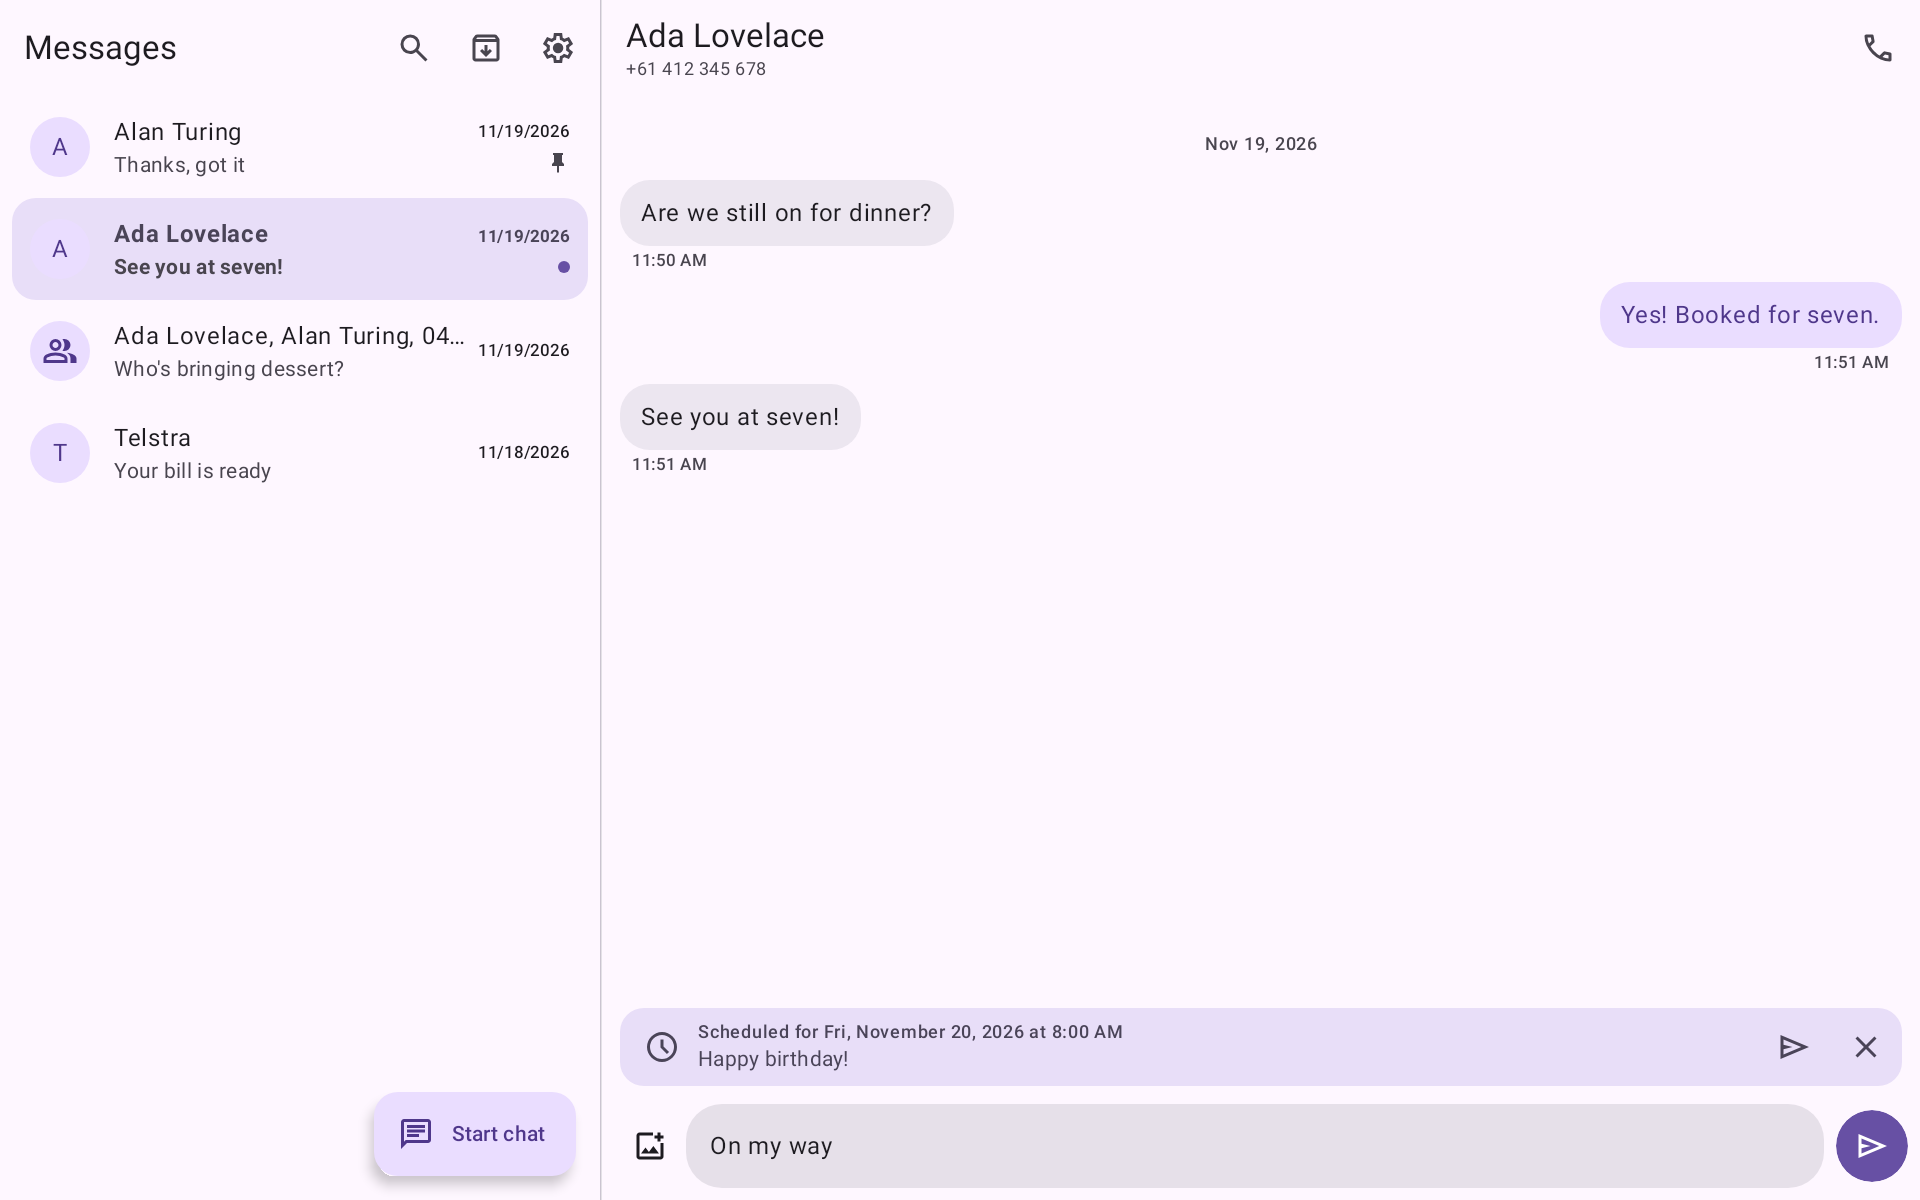 Messages
A
Alan Turing
11/19/2026
Thanks, got it
A
Ada Lovelace
11/19/2026
See you at seven!
Ada Lovelace, Alan Turing, 04...
11/19/2026
Who's bringing dessert?
T
Telstra
11/18/2026
Your bill is ready
Start chat
Ada Lovelace
+61 412 345 678
Nov 19, 2026
Are we still on for dinner?
11:50 AM
Yes! Booked for seven.
11:51 AM
See you at seven!
11:51 AM
Scheduled for Fri, November 20, 2026 at 8:00 AM
Happy birthday!
On my way